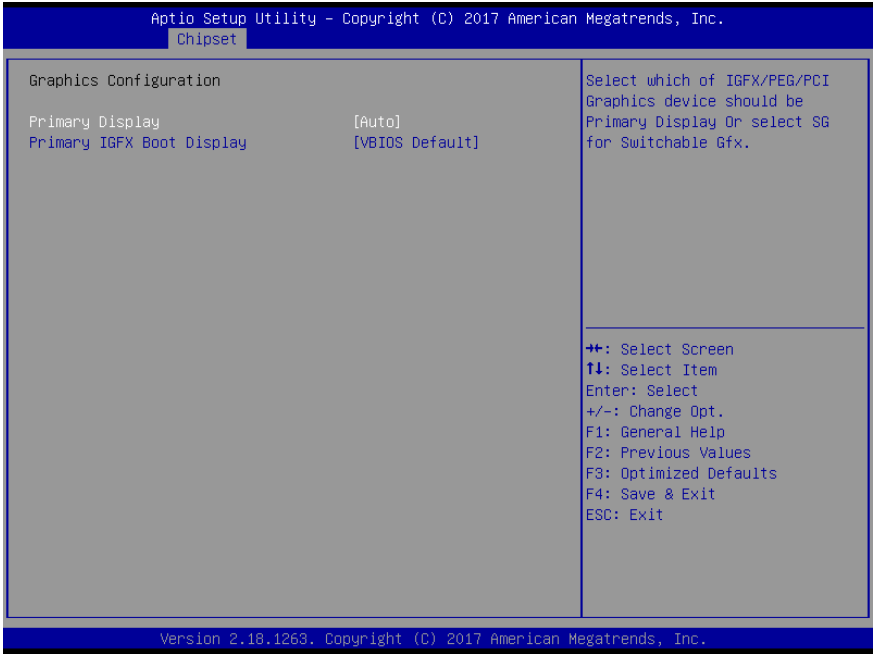 Aptio Setup Utility – Copyright (C) 2017 American Megatrends, Inc.
Chipset
Graphics Configuration
Primary Display [Auto]
Primary IGFX Boot Display [VBIOS Default]
Select which of IGFX/PEG/PCI
Graphics device should be
Primary Display Or select SG
for Switchable Gfx.
→←: Select Screen
↑↓: Select Item
Enter: Select
+/-: Change Opt.
F1: General Help
F2: Previous Values
F3: Optimized Defaults
F4: Save & Exit
ESC: Exit
Version 2.18.1263. Copyright (C) 2017 American Megatrends, Inc.